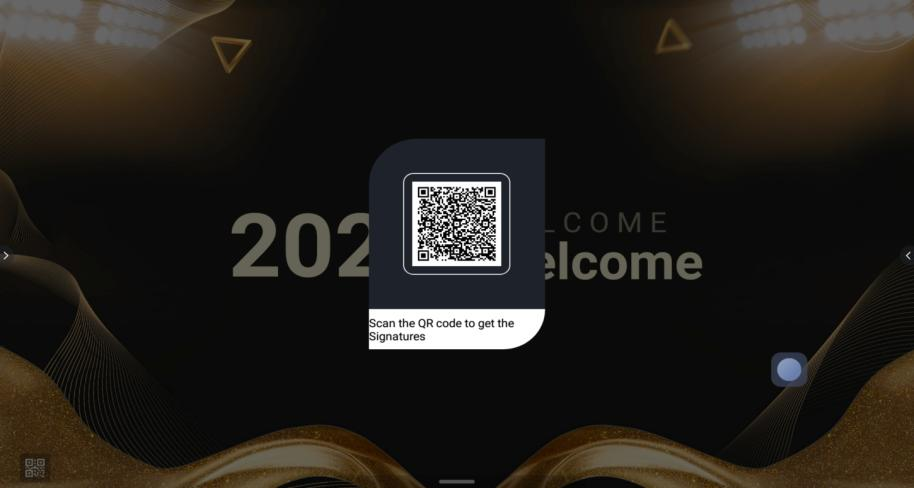 202
LCOME
elcome
Scan the QR code to get the
Signatures